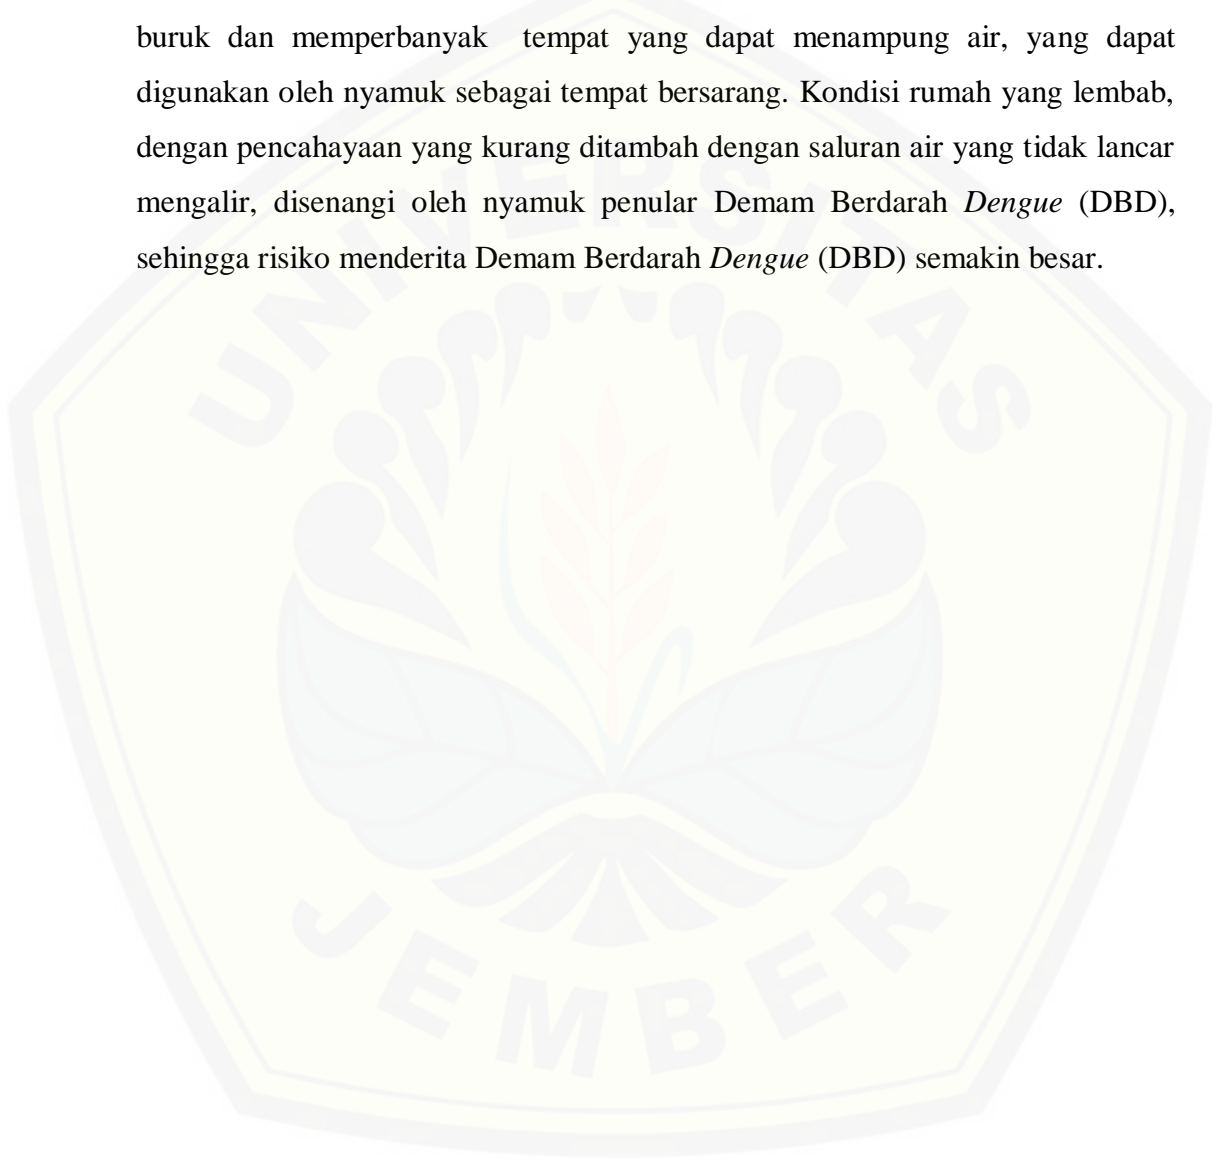 buruk dan memperbanyak tempat yang dapat menampung air, yang dapat
digunakan oleh nyamuk sebagai tempat bersarang. Kondisi rumah yang lembab,
dengan pencahayaan yang kurang ditambah dengan saluran air yang tidak lancar
mengalir, disenangi oleh nyamuk penular Demam Berdarah Dengue (DBD),
sehingga risiko menderita Demam Berdarah Dengue (DBD) semakin besar.
UNIVERSITAS
JEMBER